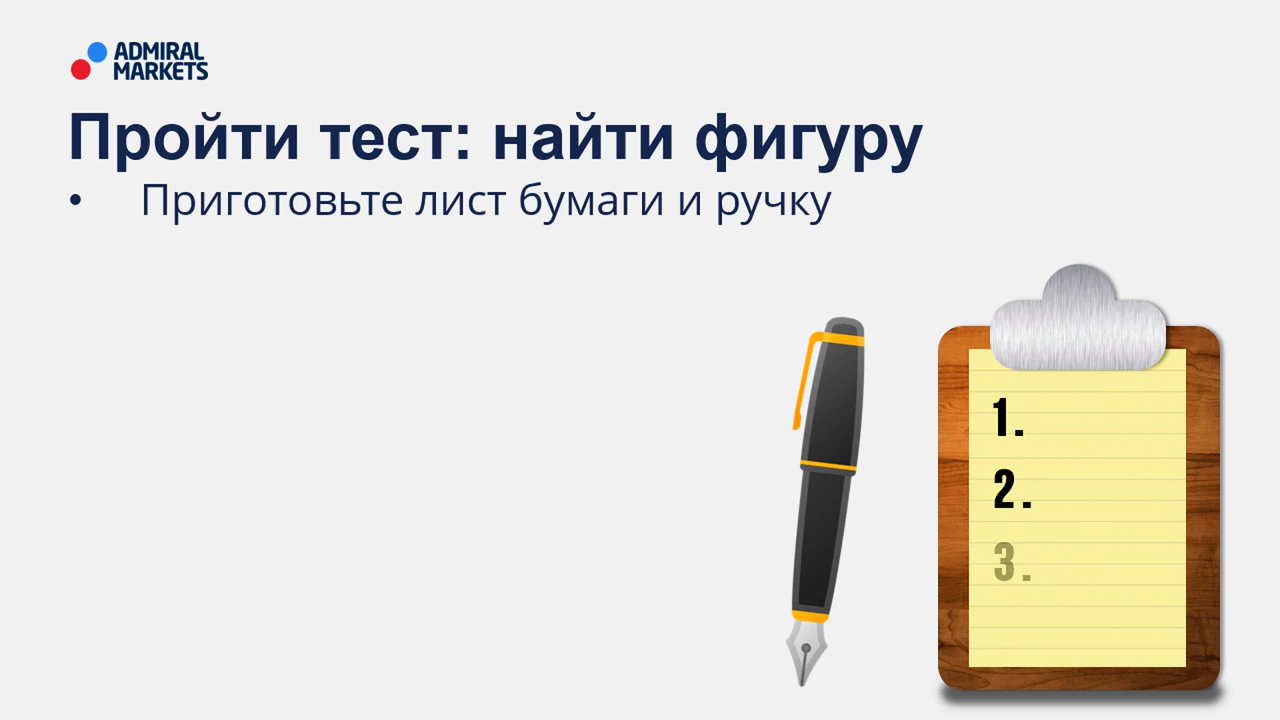 ADMIRAL
MARKETS
Пройти тест: найти фигуру
• Приготовьте лист бумаги и ручку
1.
2.
3.